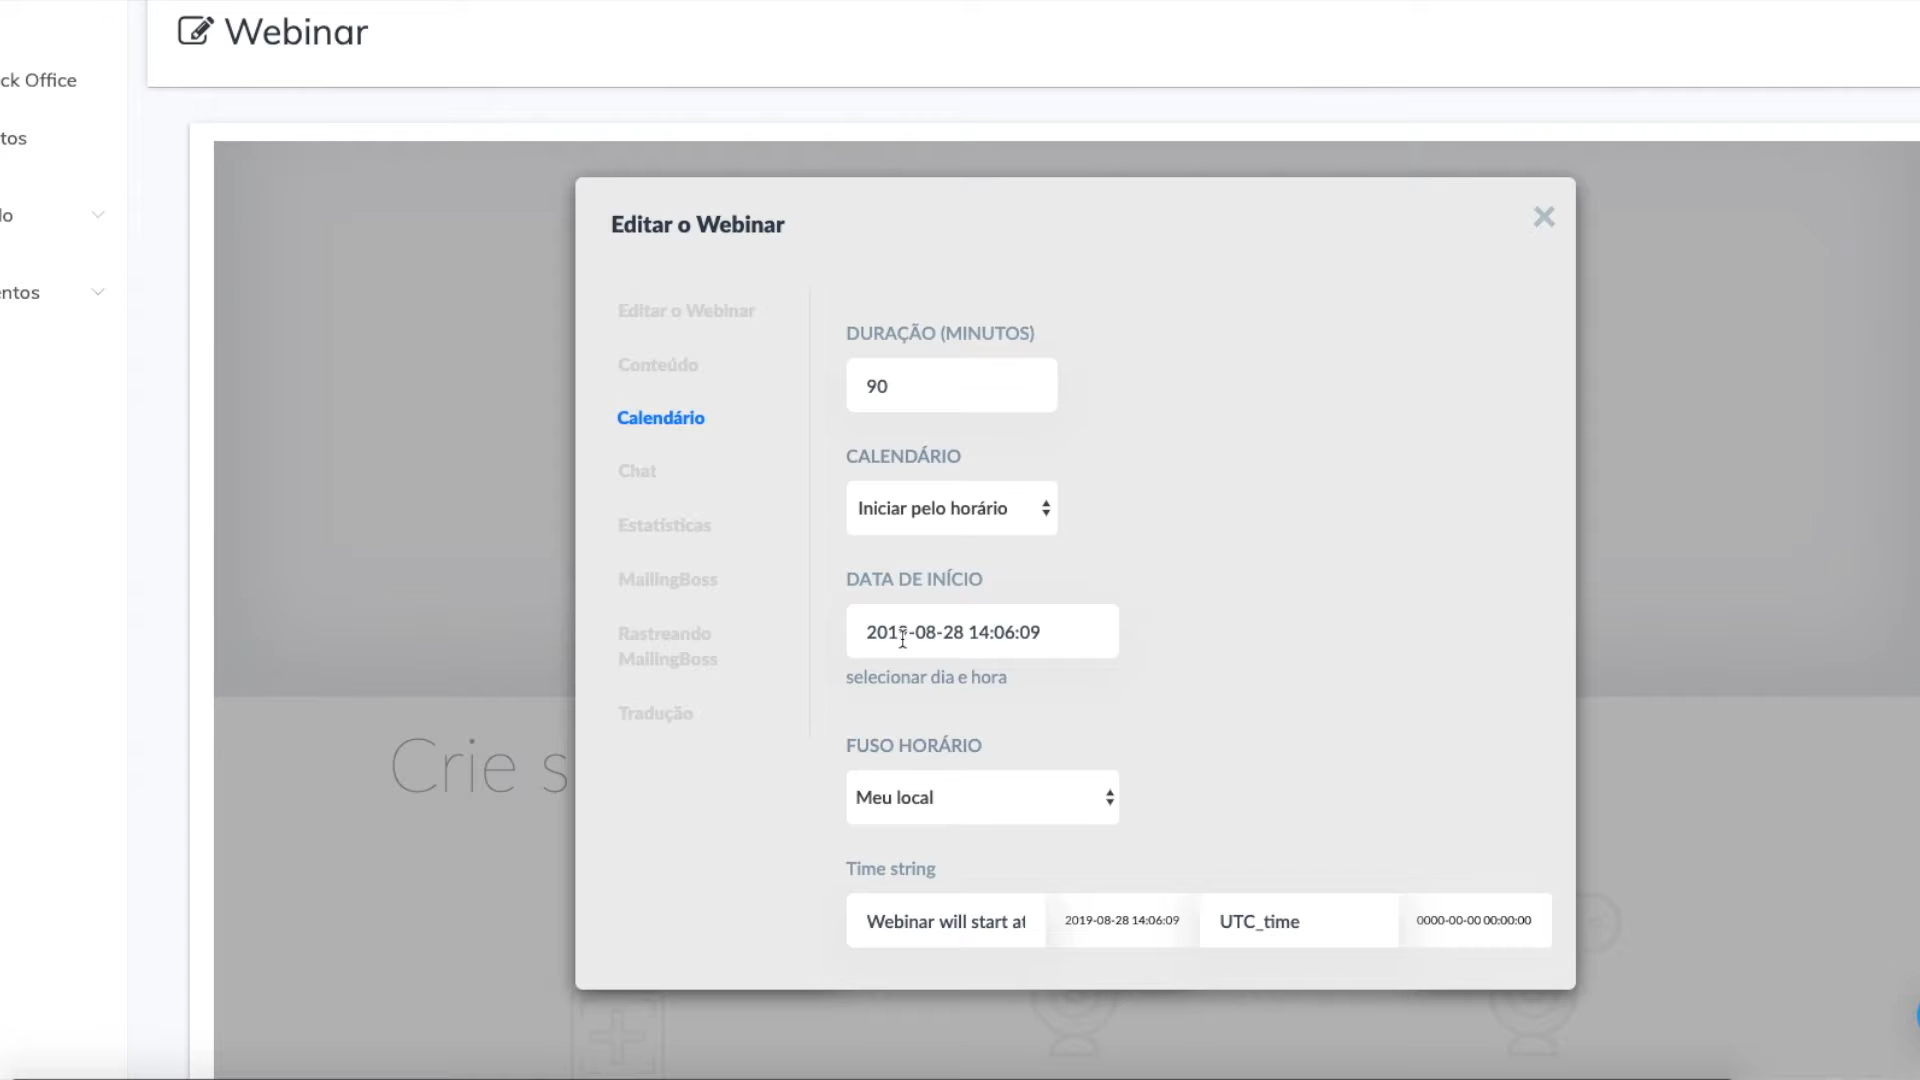 Webinar
ck Office
tos
lo
entos
Editar o Webinar
Editar o Webinar
Conteúdo
Calendário
Chat
Estatísticas
MailingBoss
Rastreando
MailingBoss
Tradução
DURAÇÃO (MINUTOS)
90
CALENDÁRIO
Iniciar pelo horário
DATA DE INÍCIO
2019-08-28 14:06:09
selecionar dia e hora
FUSO HORÁRIO
Meu local
Time string
Webinar will start at 2019-08-28 14:06:09 UTC_time 0000-00-00 00:00:00
Crie s